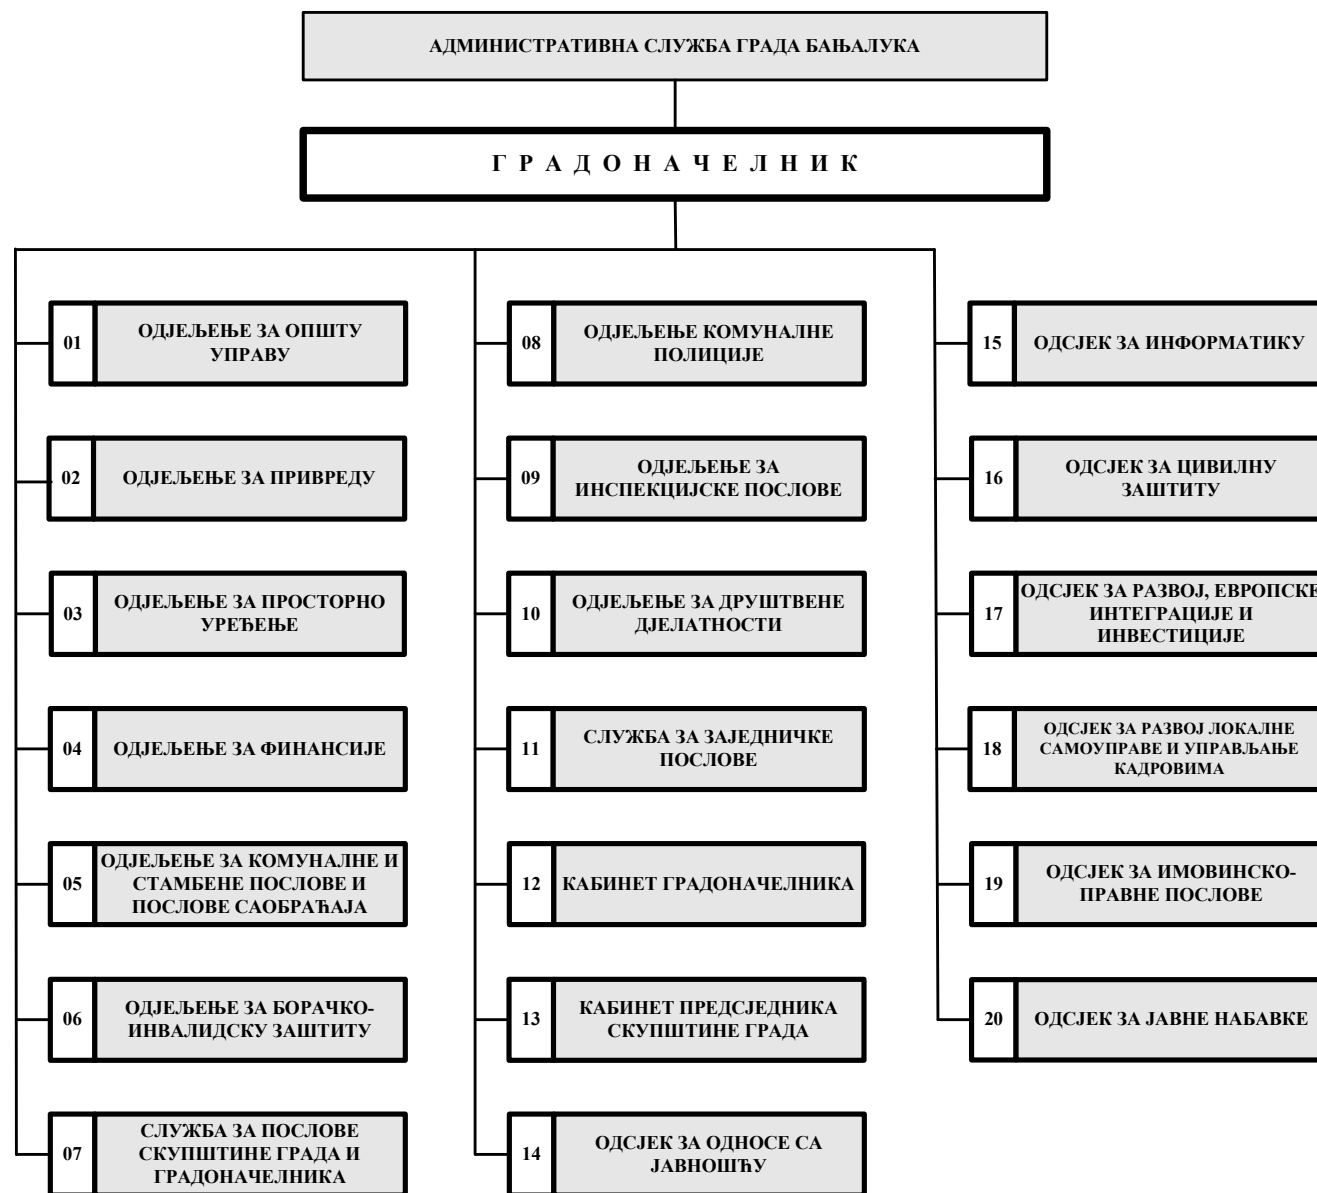 АДМИНИСТРАТИВНА СЛУЖБА ГРАДА БАЊАЛУКА
Г Р А Д О Н А Ч Е Л Н И К
01
ОДЈЕЉЕЊЕ ЗА ОПШТУ
УПРАВУ
02
ОДЈЕЉЕЊЕ ЗА ПРИВРЕДУ
03
ОДЈЕЉЕЊЕ ЗА ПРОСТОРНО
УРЕЂЕЊЕ
04
ОДЈЕЉЕЊЕ ЗА ФИНАНСИЈЕ
05
ОДЈЕЉЕЊЕ ЗА КОМУНАЛНЕ И
СТАМБЕНЕ ПОСЛОВЕ И
ПОСЛОВЕ САОБРАЋАЈА
06
ОДЈЕЉЕЊЕ ЗА БОРАЧКО-
ИНВАЛИДСКУ ЗАШТИТУ
07
СЛУЖБА ЗА ПОСЛОВЕ
СКУПШТИНЕ ГРАДА И
ГРАДОНАЧЕЛНИКА
08
ОДЈЕЉЕЊЕ КОМУНАЛНЕ
ПОЛИЦИЈЕ
09
ОДЈЕЉЕЊЕ ЗА
ИНСПЕКЦИЈСКЕ ПОСЛОВЕ
10
ОДЈЕЉЕЊЕ ЗА ДРУШТВЕНЕ
ДЈЕЛАТНОСТИ
11
СЛУЖБА ЗА ЗАЈЕДНИЧКЕ
ПОСЛОВЕ
12
КАБИНЕТ ГРАДОНАЧЕЛНИКА
13
КАБИНЕТ ПРЕДСЈЕДНИКА
СКУПШТИНЕ ГРАДА
14
ОДСЈЕК ЗА ОДНОСЕ СА
ЈАВНОШЋУ
15
ОДСЈЕК ЗА ИНФОРМАТИКУ
16
ОДСЈЕК ЗА ЦИВИЛНУ
ЗАШТИТУ
17
ОДСЈЕК ЗА РАЗВОЈ, ЕВРОПСКЕ
ИНТЕГРАЦИЈЕ И
ИНВЕСТИЦИЈЕ
18
ОДСЈЕК ЗА РАЗВОЈ ЛОКАЛНЕ
САМОУПРАВЕ И УПРАВЉАЊЕ
КАДРОВИМА
19
ОДСЈЕК ЗА ИМОВИНСКО-
ПРАВНЕ ПОСЛОВЕ
20
ОДСЈЕК ЗА ЈАВНЕ НАБАВКЕ